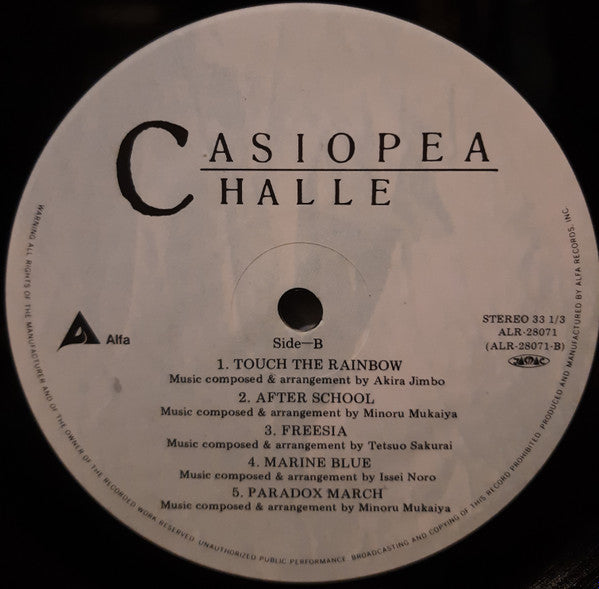 CASIOPEA
HALLE
Alfa
STEREO 33 1/3
ALR-28071
(ALR-28071-B)
JASRAC
Side—B
1. TOUCH THE RAINBOW
Music composed & arrangement by Akira Jimbo
2. AFTER SCHOOL
Music composed & arrangement by Minoru Mukaiya
3. FREESIA
Music composed & arrangement by Tetsuo Sakurai
4. MARINE BLUE
Music composed & arrangement by Issei Noro
5. PARADOX MARCH
Music composed & arrangement by Minoru Mukaiya
WARNING ALL RIGHTS OF THE MANUFACTURER AND OF THE OWNER OF THE RECORDED WORK RESERVED. UNAUTHORIZED PUBLIC PERFORMANCE. BROADCASTING AND COPYING OF THIS RECORD PROHIBITED. PRODUCED AND MANUFACTURED BY ALFA RECORDS, INC.